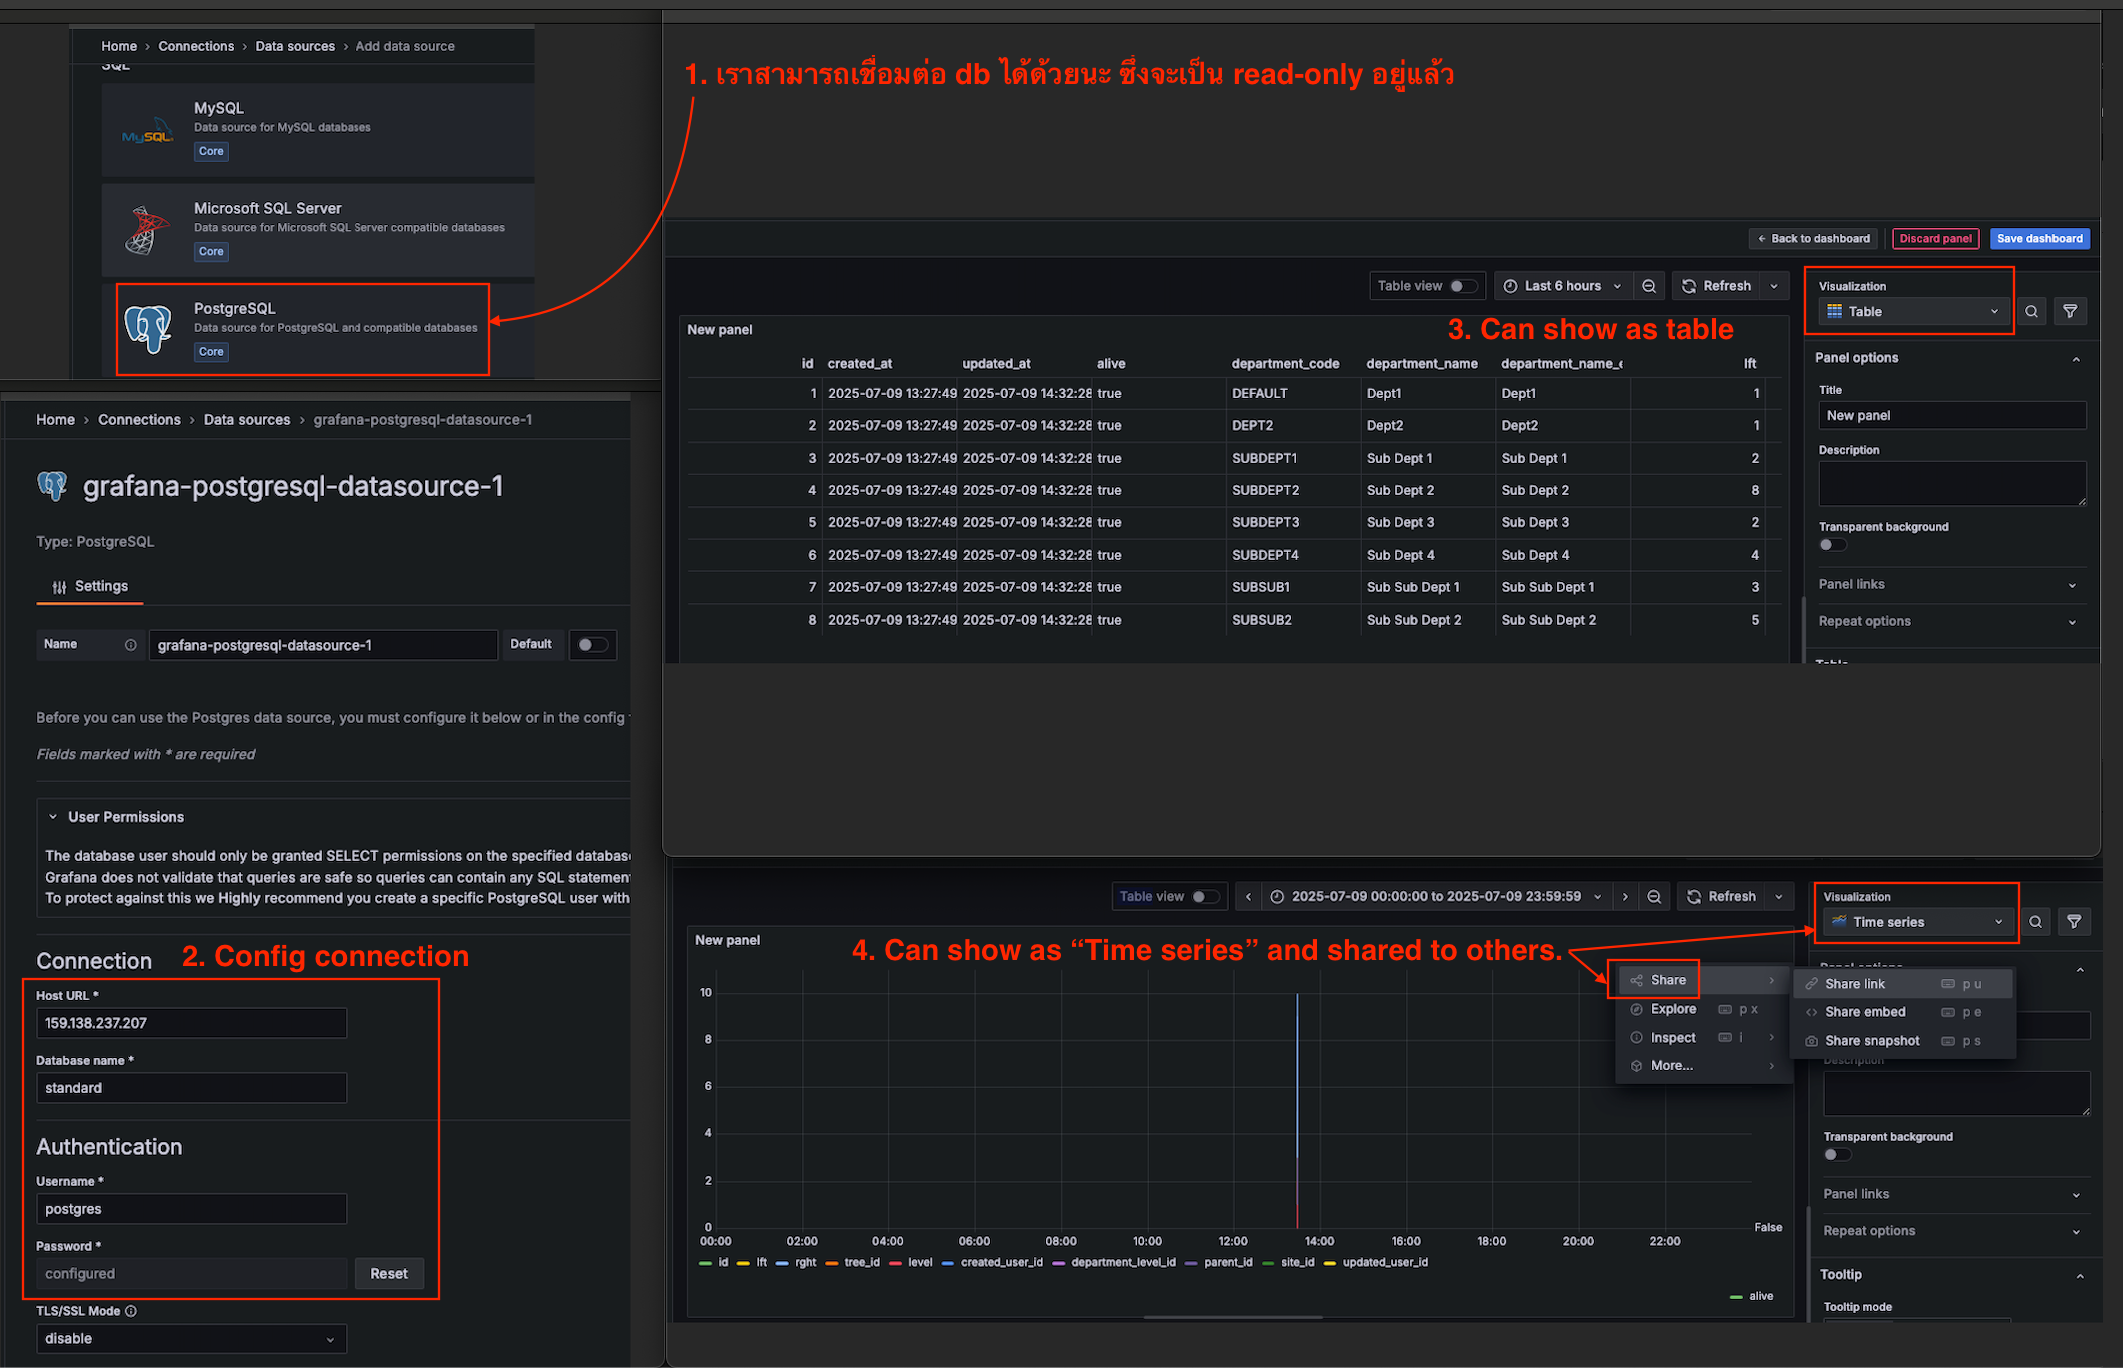 Home › Connections › Data sources › Add data source
SQL
MySQL
Data source for MySQL databases
Core
Microsoft SQL Server
Data source for Microsoft SQL Server compatible databases
Core
PostgreSQL
Data source for PostgreSQL and compatible databases
Core
1. เราสามารถเชื่อมต่อ db ได้ด้วยนะ ซึ่งจะเป็น read-only อยู่แล้ว
Home › Connections › Data sources › grafana-postgresql-datasource-1
grafana-postgresql-datasource-1
Type: PostgreSQL
Settings
Name grafana-postgresql-datasource-1 Default
Before you can use the Postgres data source, you must configure it below or in the config
Fields marked with * are required
User Permissions
The database user should only be granted SELECT permissions on the specified databas
Grafana does not validate that queries are safe so queries can contain any SQL statemen
To protect against this we Highly recommend you create a specific PostgreSQL user with
Connection
2. Config connection
Host URL *
159.138.237.207
Database name *
standard
Authentication
Username *
postgres
Password *
configured Reset
TLS/SSL Mode
disable
← Back to dashboard Discard panel Save dashboard
Table view Last 6 hours Refresh
Visualization
Table
New panel
3. Can show as table
id created_at updated_at alive department_code department_name department_name_e lft
1 2025-07-09 13:27:49 2025-07-09 14:32:28 true DEFAULT Dept1 Dept1 1
2 2025-07-09 13:27:49 2025-07-09 14:32:28 true DEPT2 Dept2 Dept2 1
3 2025-07-09 13:27:49 2025-07-09 14:32:28 true SUBDEPT1 Sub Dept 1 Sub Dept 1 2
4 2025-07-09 13:27:49 2025-07-09 14:32:28 true SUBDEPT2 Sub Dept 2 Sub Dept 2 8
5 2025-07-09 13:27:49 2025-07-09 14:32:28 true SUBDEPT3 Sub Dept 3 Sub Dept 3 2
6 2025-07-09 13:27:49 2025-07-09 14:32:28 true SUBDEPT4 Sub Dept 4 Sub Dept 4 4
7 2025-07-09 13:27:49 2025-07-09 14:32:28 true SUBSUB1 Sub Sub Dept 1 Sub Sub Dept 1 3
8 2025-07-09 13:27:49 2025-07-09 14:32:28 true SUBSUB2 Sub Sub Dept 2 Sub Sub Dept 2 5
Panel options
Title
New panel
Description
Transparent background
Panel links
Repeat options
Table
Table view 2025-07-09 00:00:00 to 2025-07-09 23:59:59 Refresh
Visualization
Time series
New panel
4. Can show as “Time series” and shared to others.
Share
Explore p x
Inspect i
More...
Share link p u
Share embed p e
Share snapshot p s
10
8
6
4
2
0
False
00:00 02:00 04:00 06:00 08:00 10:00 12:00 14:00 16:00 18:00 20:00 22:00
id lft rght tree_id level created_user_id department_level_id parent_id site_id updated_user_id
alive
Panel options
Description
Transparent background
Panel links
Repeat options
Tooltip
Tooltip mode